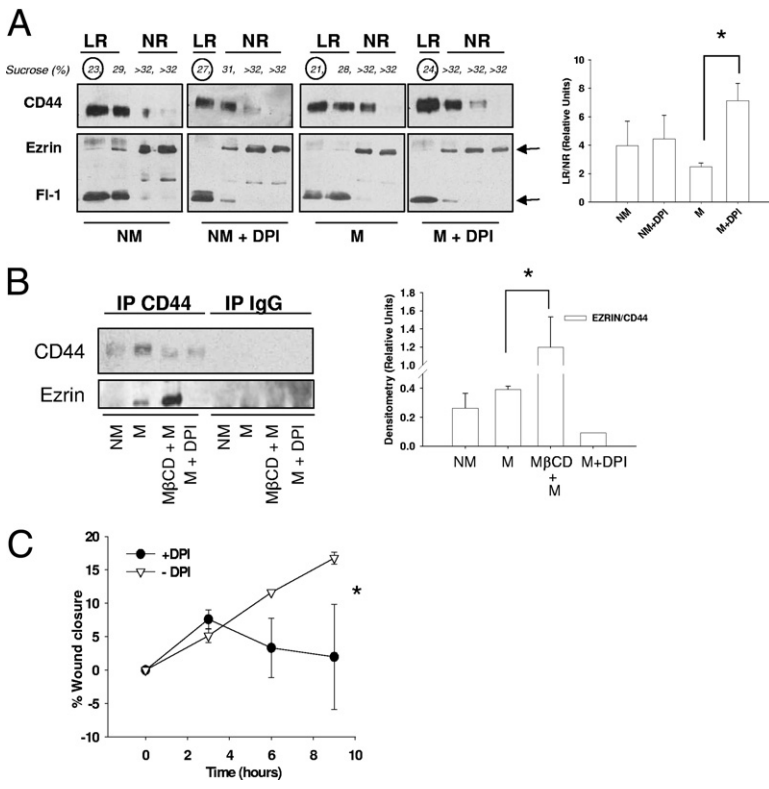 A
LR NR LR NR LR NR LR NR
Sucrose (%) 23, 29, >32, >32 27, 31, >32, >32 21, 28, >32, >32 24, >32, >32, >32
CD44
Ezrin
Fl-1
NM NM + DPI M M + DPI
*
LR/NR (Relative Units)
10
8
6
4
2
0
NM NM+DPI M M+DPI
B
IP CD44 IP IgG
CD44
Ezrin
NM M MβCD + M M + DPI NM M MβCD + M M + DPI
*
Densitometry (Relative Units)
1.8
1.6
1.4
1.2
1.0
0.4
0.2
0.0
EZRIN/CD44
NM M MβCD M+DPI
+
M
C
% Wound closure
20
15
10
5
0
-5
-10
+DPI
- DPI
*
0 2 4 6 8 10
Time (hours)